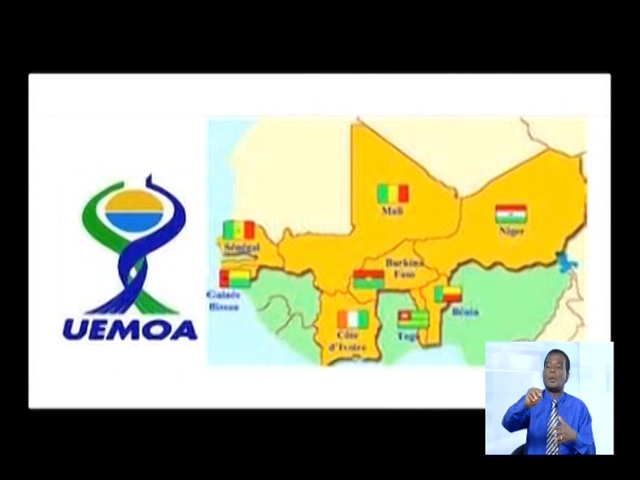 UEMOA
Mali
Niger
Sénégal
Burkina
Faso
Guinée
Bissau
Bénin
Côte
d'Ivoire
Togo